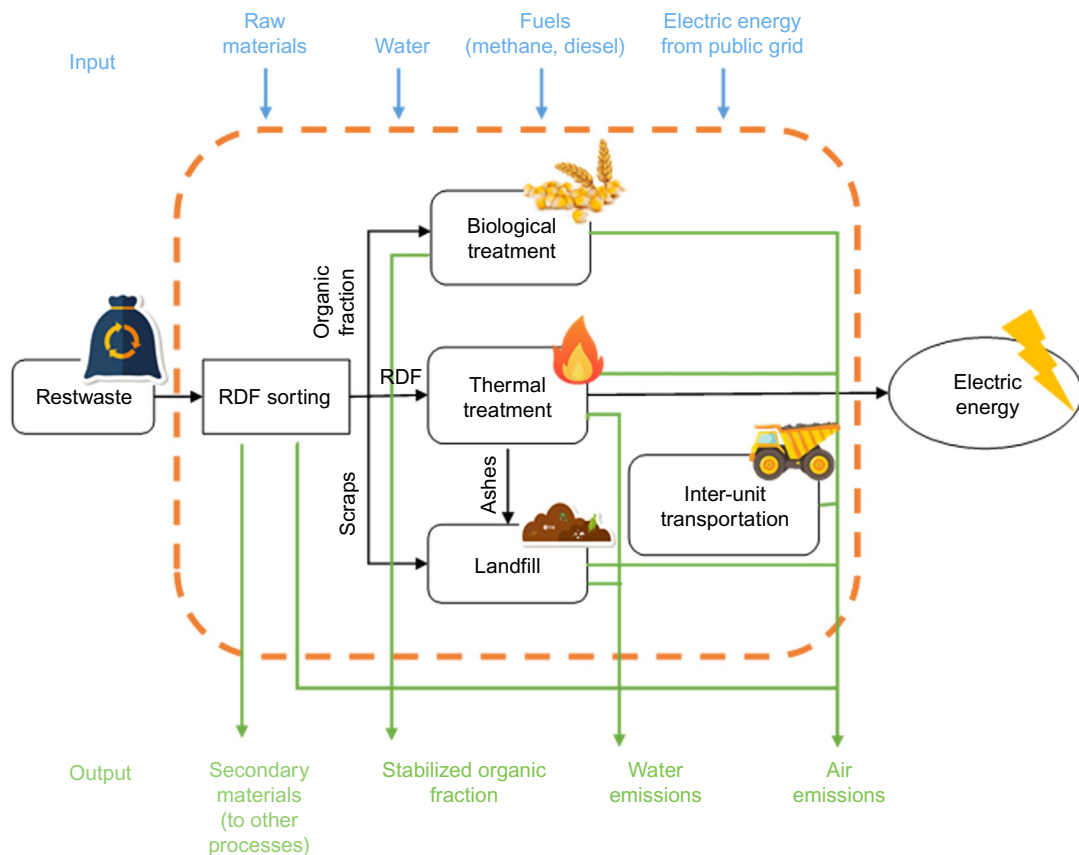 Input
Raw
materials
Water
Fuels
(methane, diesel)
Electric energy
from public grid
Biological
treatment
Organic
fraction
Restwaste
RDF sorting
RDF
Thermal
treatment
Electric
energy
Scraps
Ashes
Inter-unit
transportation
Landfill
Output
Secondary
materials
(to other
processes)
Stabilized organic
fraction
Water
emissions
Air
emissions